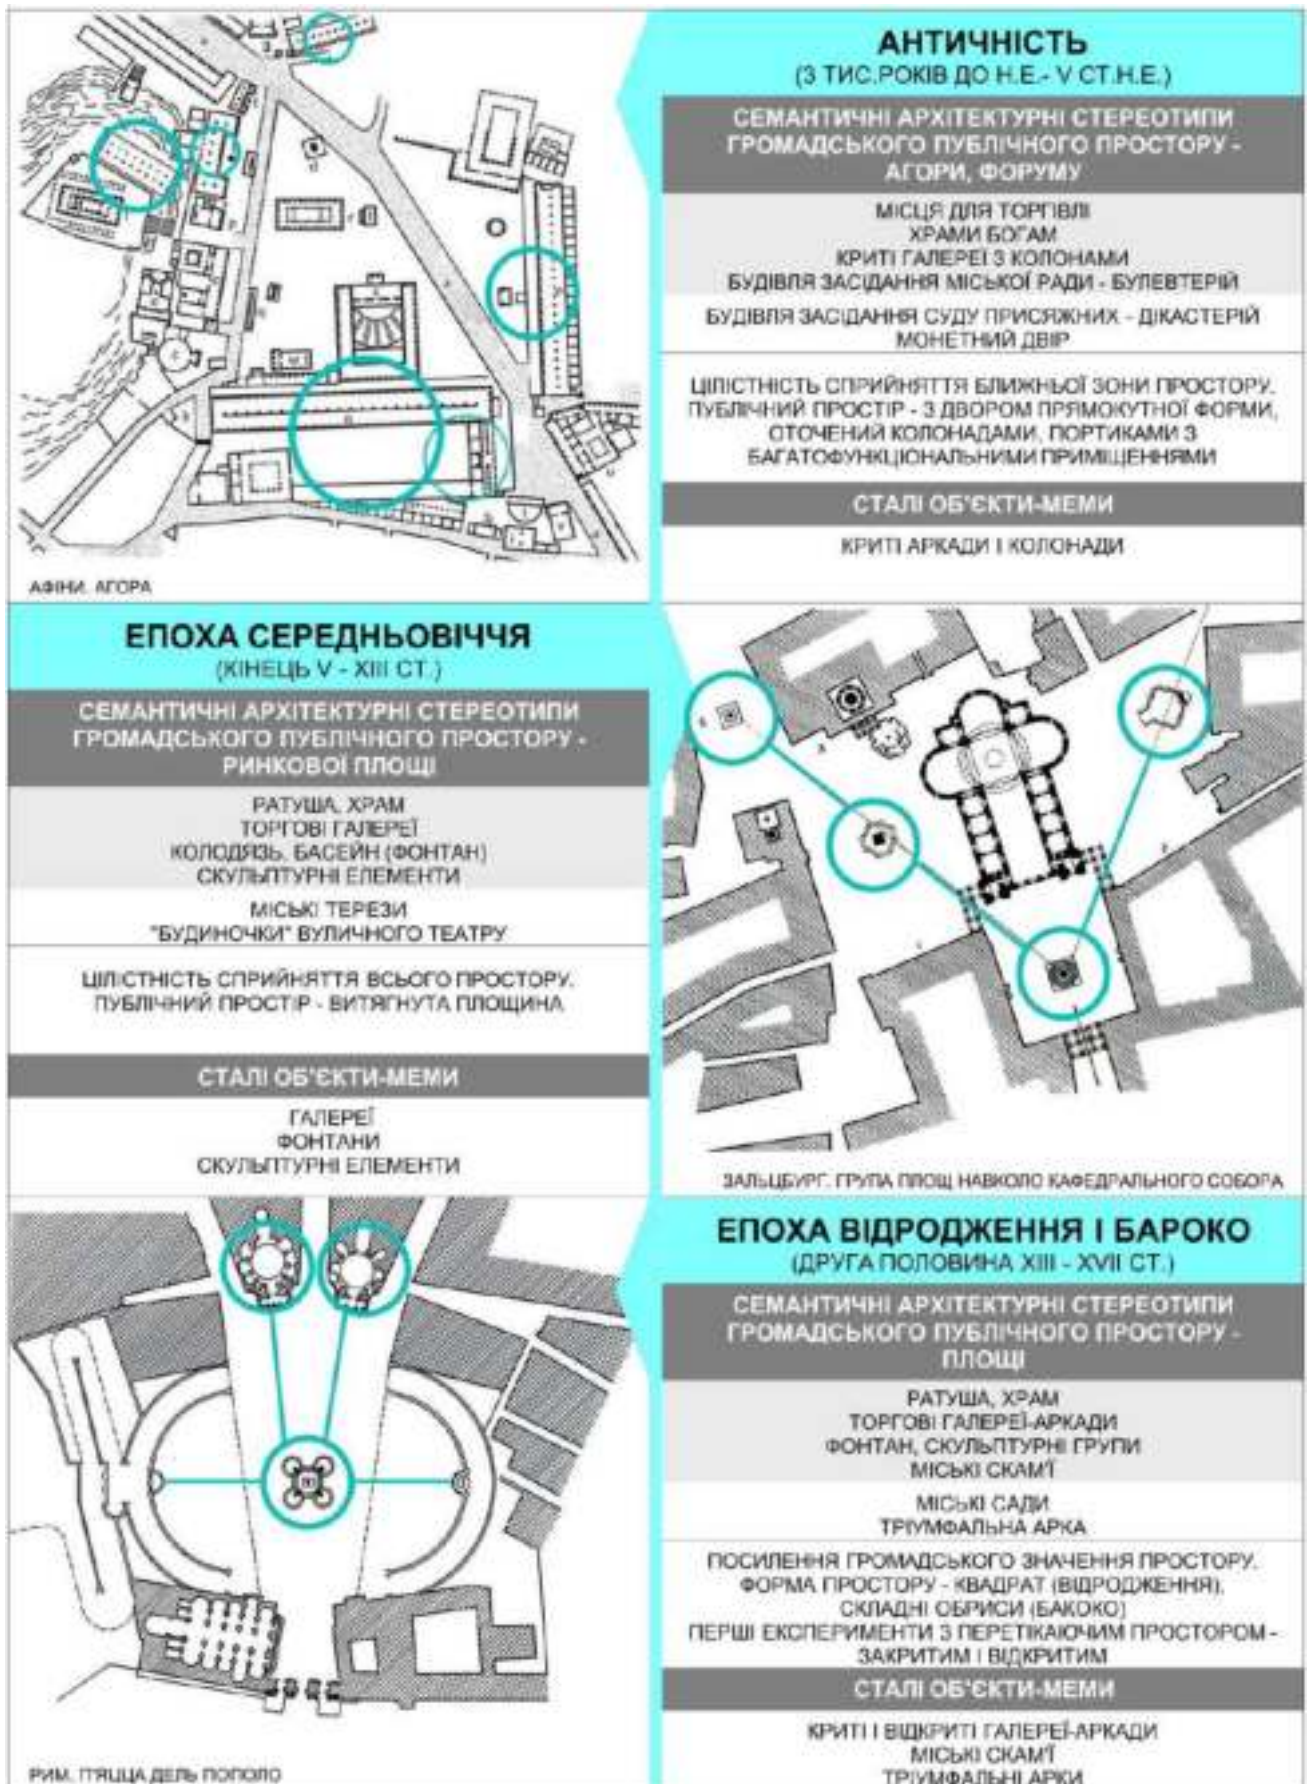 АНТИЧНІСТЬ
(3 ТИС.РОКІВ ДО Н.Е.- V СТ.Н.Е.)
СЕМАНТИЧНІ АРХІТЕКТУРНІ СТЕРЕОТИПИ
ГРОМАДСЬКОГО ПУБЛІЧНОГО ПРОСТОРУ -
АГОРИ, ФОРУМУ
МІСЦЯ ДЛЯ ТОРГІВЛІ
ХРАМИ БОГАМ
КРИТІ ГАЛЕРЕЇ З КОЛОНАМИ
БУДІВЛЯ ЗАСІДАННЯ МІСЬКОЇ РАДИ - БУЛЕВТЕРІЙ
БУДІВЛЯ ЗАСІДАННЯ СУДУ ПРИСЯЖНИХ - ДІКАСТЕРІЙ
МОНЕТНИЙ ДВІР
ЦІЛІСТНІСТЬ СПРИЙНЯТТЯ БЛИЖНЬОЇ ЗОНИ ПРОСТОРУ.
ПУБЛІЧНИЙ ПРОСТІР - З ДВОРОМ ПРЯМОКУТНОЇ ФОРМИ,
ОТОЧЕНИЙ КОЛОНАДАМИ, ПОРТИКАМИ З
БАГАТОФУНКЦІОНАЛЬНИМИ ПРИМІЩЕННЯМИ
СТАЛІ ОБ'ЄКТИ-МЕМИ
КРИТІ АРКАДИ І КОЛОНАДИ
АФІНИ. АГОРА
ЕПОХА СЕРЕДНЬОВІЧЧЯ
(КІНЕЦЬ V - XIII СТ.)
СЕМАНТИЧНІ АРХІТЕКТУРНІ СТЕРЕОТИПИ
ГРОМАДСЬКОГО ПУБЛІЧНОГО ПРОСТОРУ -
РИНКОВОЇ ПЛОЩІ
РАТУША, ХРАМ
ТОРГОВІ ГАЛЕРЕЇ
КОЛОДЯЗЬ, БАСЕЙН (ФОНТАН)
СКУЛЬПТУРНІ ЕЛЕМЕНТИ
МІСЬКІ ТЕРЕЗИ
"БУДИНОЧКИ" ВУЛИЧНОГО ТЕАТРУ
ЦІЛІСТНІСТЬ СПРИЙНЯТТЯ ВСЬОГО ПРОСТОРУ.
ПУБЛІЧНИЙ ПРОСТІР - ВИТЯГНУТА ПЛОЩИНА
СТАЛІ ОБ'ЄКТИ-МЕМИ
ГАЛЕРЕЇ
ФОНТАНИ
СКУЛЬПТУРНІ ЕЛЕМЕНТИ
ЗАЛЬЦБУРГ. ГРУПА ПЛОЩ НАВКОЛО КАФЕДРАЛЬНОГО СОБОРА
ЕПОХА ВІДРОДЖЕННЯ І БАРОКО
(ДРУГА ПОЛОВИНА XIII - XVII СТ.)
СЕМАНТИЧНІ АРХІТЕКТУРНІ СТЕРЕОТИПИ
ГРОМАДСЬКОГО ПУБЛІЧНОГО ПРОСТОРУ -
ПЛОЩІ
РАТУША, ХРАМ
ТОРГОВІ ГАЛЕРЕЇ-АРКАДИ
ФОНТАН, СКУЛЬПТУРНІ ГРУПИ
МІСЬКІ СКАМ'Ї
МІСЬКІ САДИ
ТРІУМФАЛЬНА АРКА
ПОСИЛЕННЯ ГРОМАДСЬКОГО ЗНАЧЕННЯ ПРОСТОРУ.
ФОРМА ПРОСТОРУ - КВАДРАТ (ВІДРОДЖЕННЯ),
СКЛАДНІ ОБРИСИ (БАКОКО)
ПЕРШІ ЕКСПЕРИМЕНТИ З ПЕРЕТІКАЮЧИМ ПРОСТОРОМ -
ЗАКРИТИМ І ВІДКРИТИМ
СТАЛІ ОБ'ЄКТИ-МЕМИ
КРИТІ І ВІДКРИТІ ГАЛЕРЕЇ-АРКАДИ
МІСЬКІ СКАМ'Ї
ТРІУМФАЛЬНІ АРКИ
РИМ. П'ЯЦЦА ДЕЛЬ ПОПОЛО